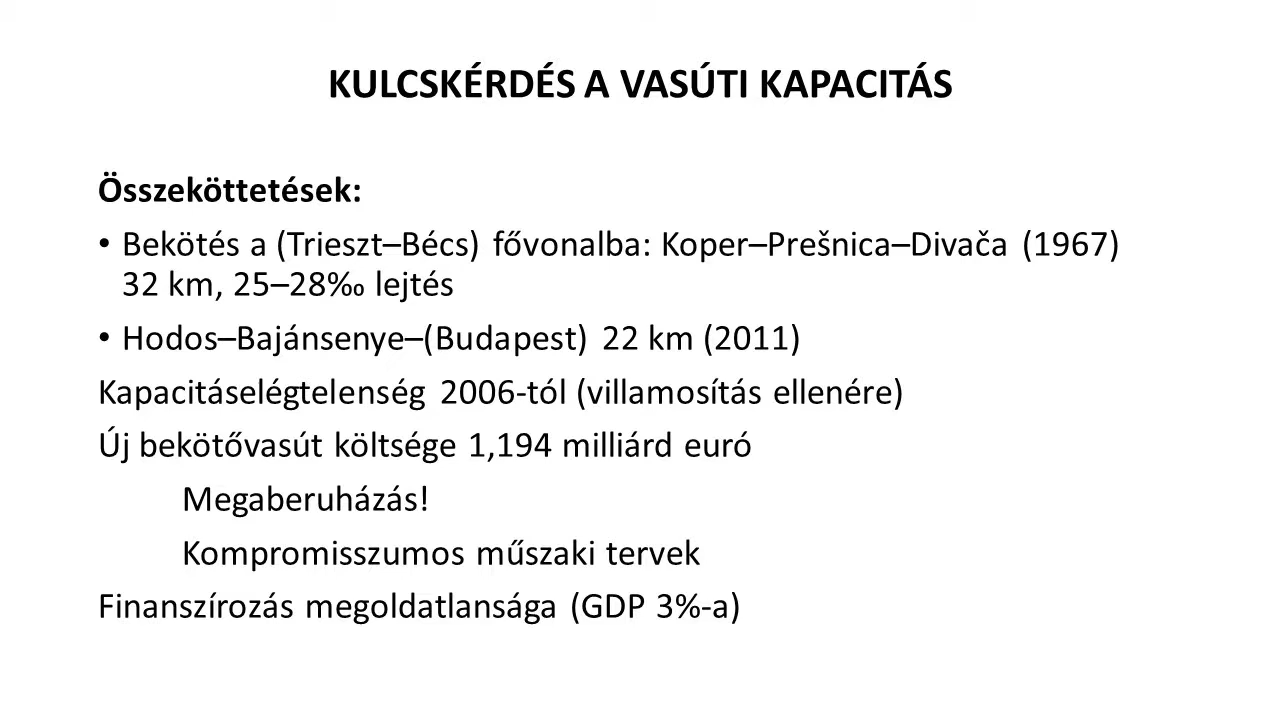 KULCSKÉRDÉS A VASÚTI KAPACITÁS
Összeköttetések:
• Bekötés a (Trieszt–Bécs) fővonalba: Koper–Prešnica–Divača (1967)
32 km, 25–28‰ lejtés
• Hodos–Bajánsenye–(Budapest) 22 km (2011)
Kapacitáselégtelenség 2006-tól (villamosítás ellenére)
Új bekötővasút költsége 1,194 milliárd euró
Megaberuházás!
Kompromisszumos műszaki tervek
Finanszírozás megoldatlansága (GDP 3%-a)